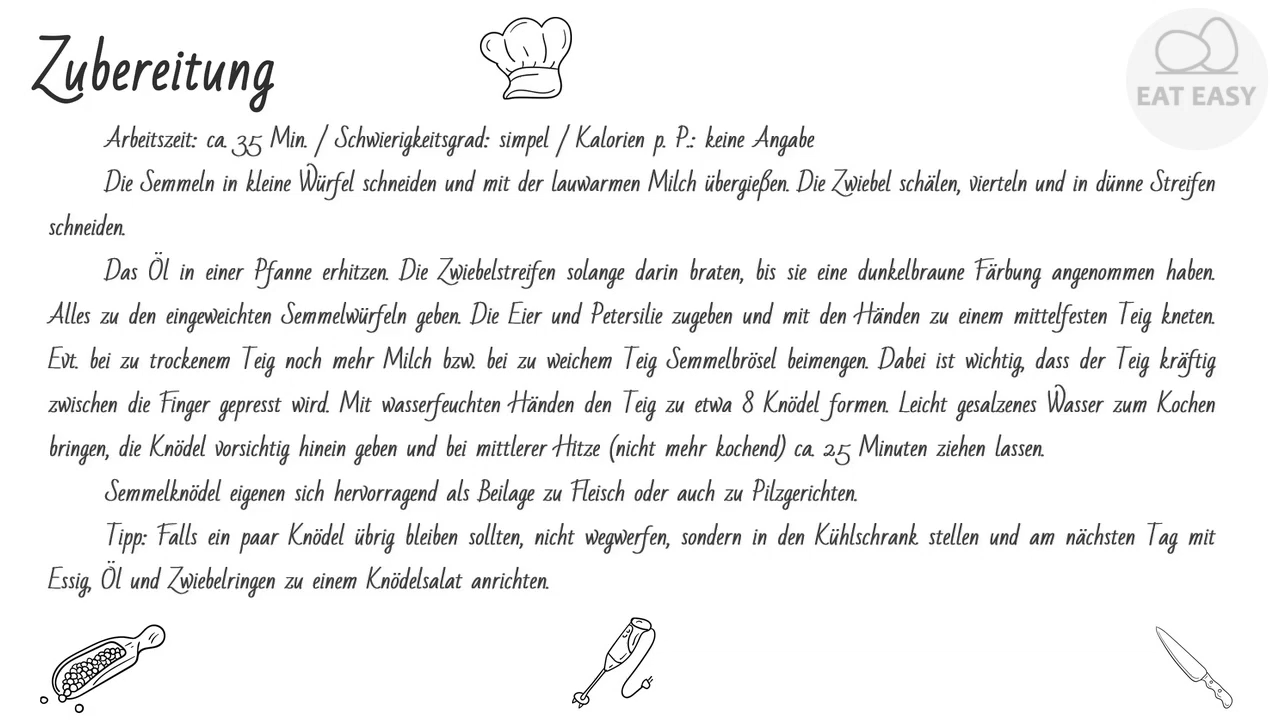 Zubereitung
EAT EASY
Arbeitszeit: ca. 35 Min. / Schwierigkeitsgrad: simpel / Kalorien p. P.: keine Angabe
Die Semmeln in kleine Würfel schneiden und mit der lauwarmen Milch übergießen. Die Zwiebel schälen, vierteln und in dünne Streifen
schneiden.
Das Öl in einer Pfanne erhitzen. Die Zwiebelstreifen solange darin braten, bis sie eine dunkelbraune Färbung angenommen haben.
Alles zu den eingeweichten Semmelwürfeln geben. Die Eier und Petersilie zugeben und mit den Händen zu einem mittelfesten Teig kneten.
Evt. bei zu trockenem Teig noch mehr Milch bzw. bei zu weichem Teig Semmelbrösel beimengen. Dabei ist wichtig, dass der Teig kräftig
zwischen die Finger gepresst wird. Mit wasserfeuchten Händen den Teig zu etwa 8 Knödel formen. Leicht gesalzenes Wasser zum Kochen
bringen, die Knödel vorsichtig hinein geben und bei mittlerer Hitze (nicht mehr kochend) ca. 25 Minuten ziehen lassen.
Semmelknödel eigenen sich hervorragend als Beilage zu Fleisch oder auch zu Pilzgerichten.
Tipp: Falls ein paar Knödel übrig bleiben sollten, nicht wegwerfen, sondern in den Kühlschrank stellen und am nächsten Tag mit
Essig, Öl und Zwiebelringen zu einem Knödelsalat anrichten.